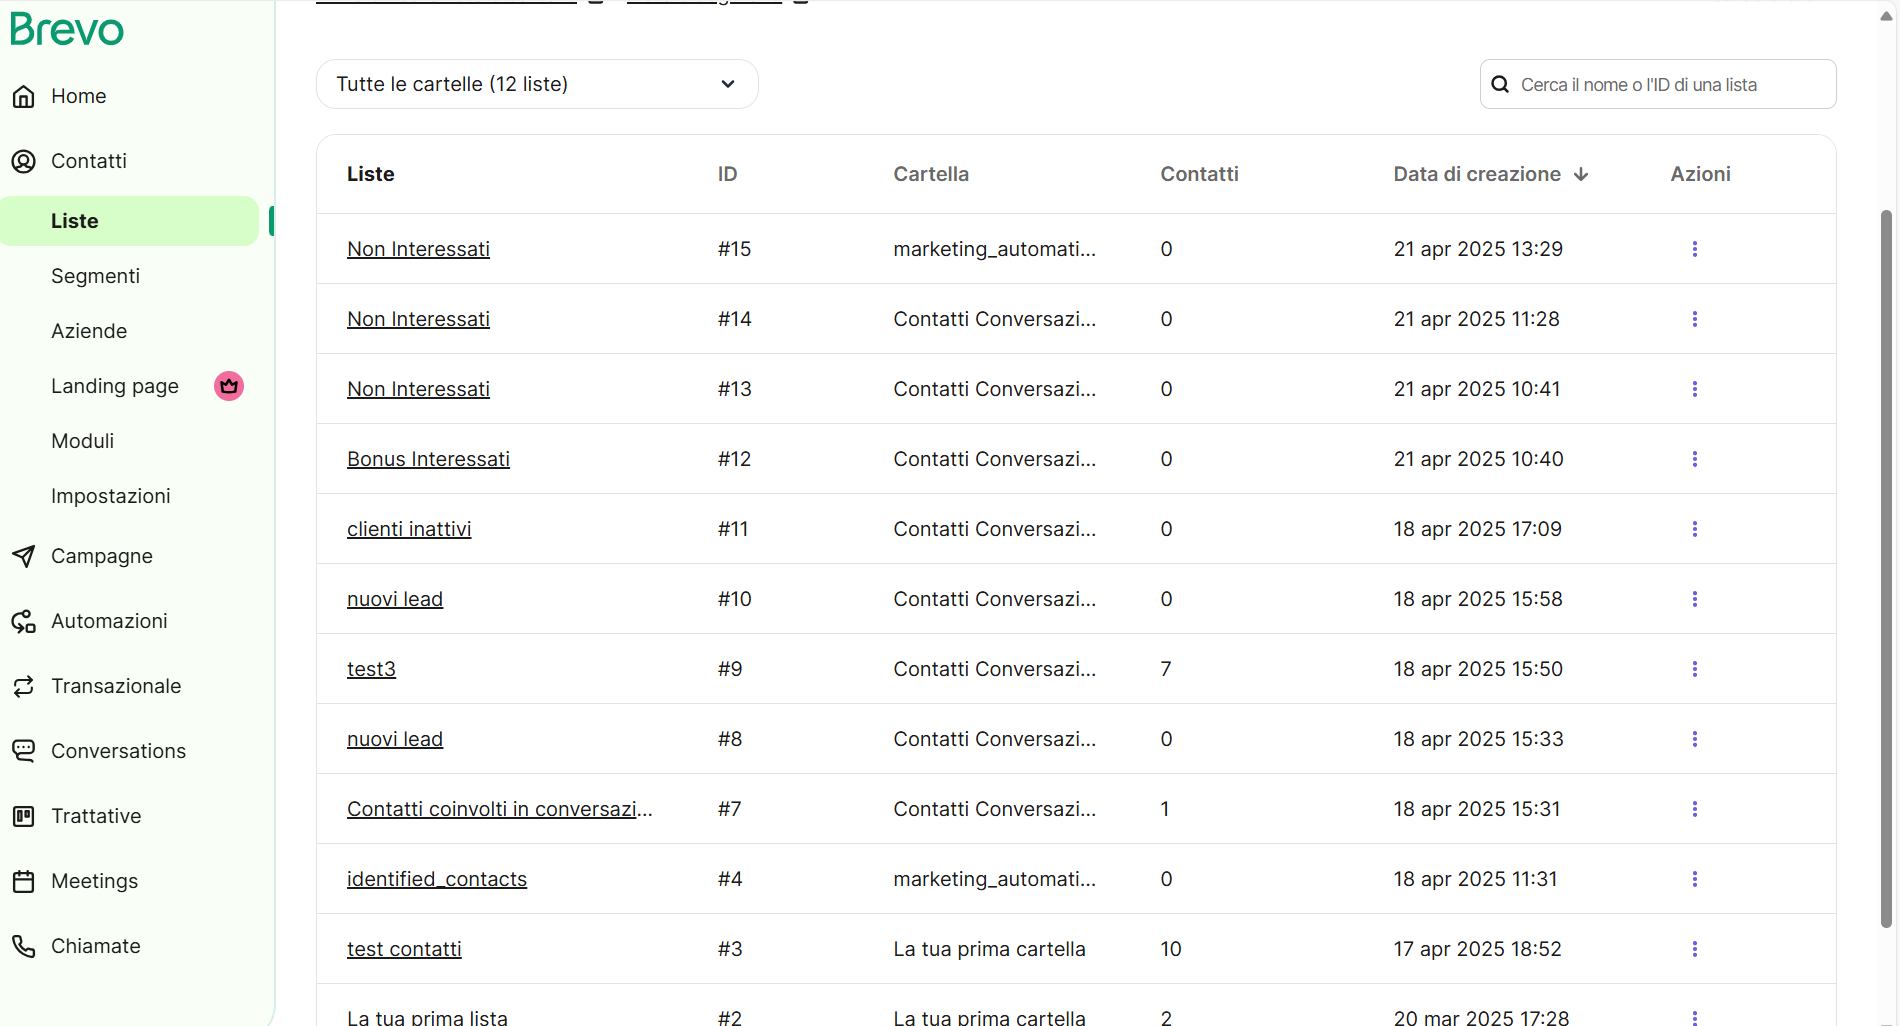 Brevo
Home
Contatti
Liste
Segmenti
Aziende
Landing page
Moduli
Impostazioni
Campagne
Automazioni
Transazionale
Conversations
Trattative
Meetings
Chiamate
Tutte le cartelle (12 liste)
Cerca il nome o l'ID di una lista
Liste ID Cartella Contatti Data di creazione Azioni
Non Interessati #15 marketing_automati... 0 21 apr 2025 13:29
Non Interessati #14 Contatti Conversazi... 0 21 apr 2025 11:28
Non Interessati #13 Contatti Conversazi... 0 21 apr 2025 10:41
Bonus Interessati #12 Contatti Conversazi... 0 21 apr 2025 10:40
clienti inattivi #11 Contatti Conversazi... 0 18 apr 2025 17:09
nuovi lead #10 Contatti Conversazi... 0 18 apr 2025 15:58
test3 #9 Contatti Conversazi... 7 18 apr 2025 15:50
nuovi lead #8 Contatti Conversazi... 0 18 apr 2025 15:33
Contatti coinvolti in conversazi... #7 Contatti Conversazi... 1 18 apr 2025 15:31
identified_contacts #4 marketing_automati... 0 18 apr 2025 11:31
test contatti #3 La tua prima cartella 10 17 apr 2025 18:52
La tua prima lista #2 La tua prima cartella 2 20 mar 2025 17:28